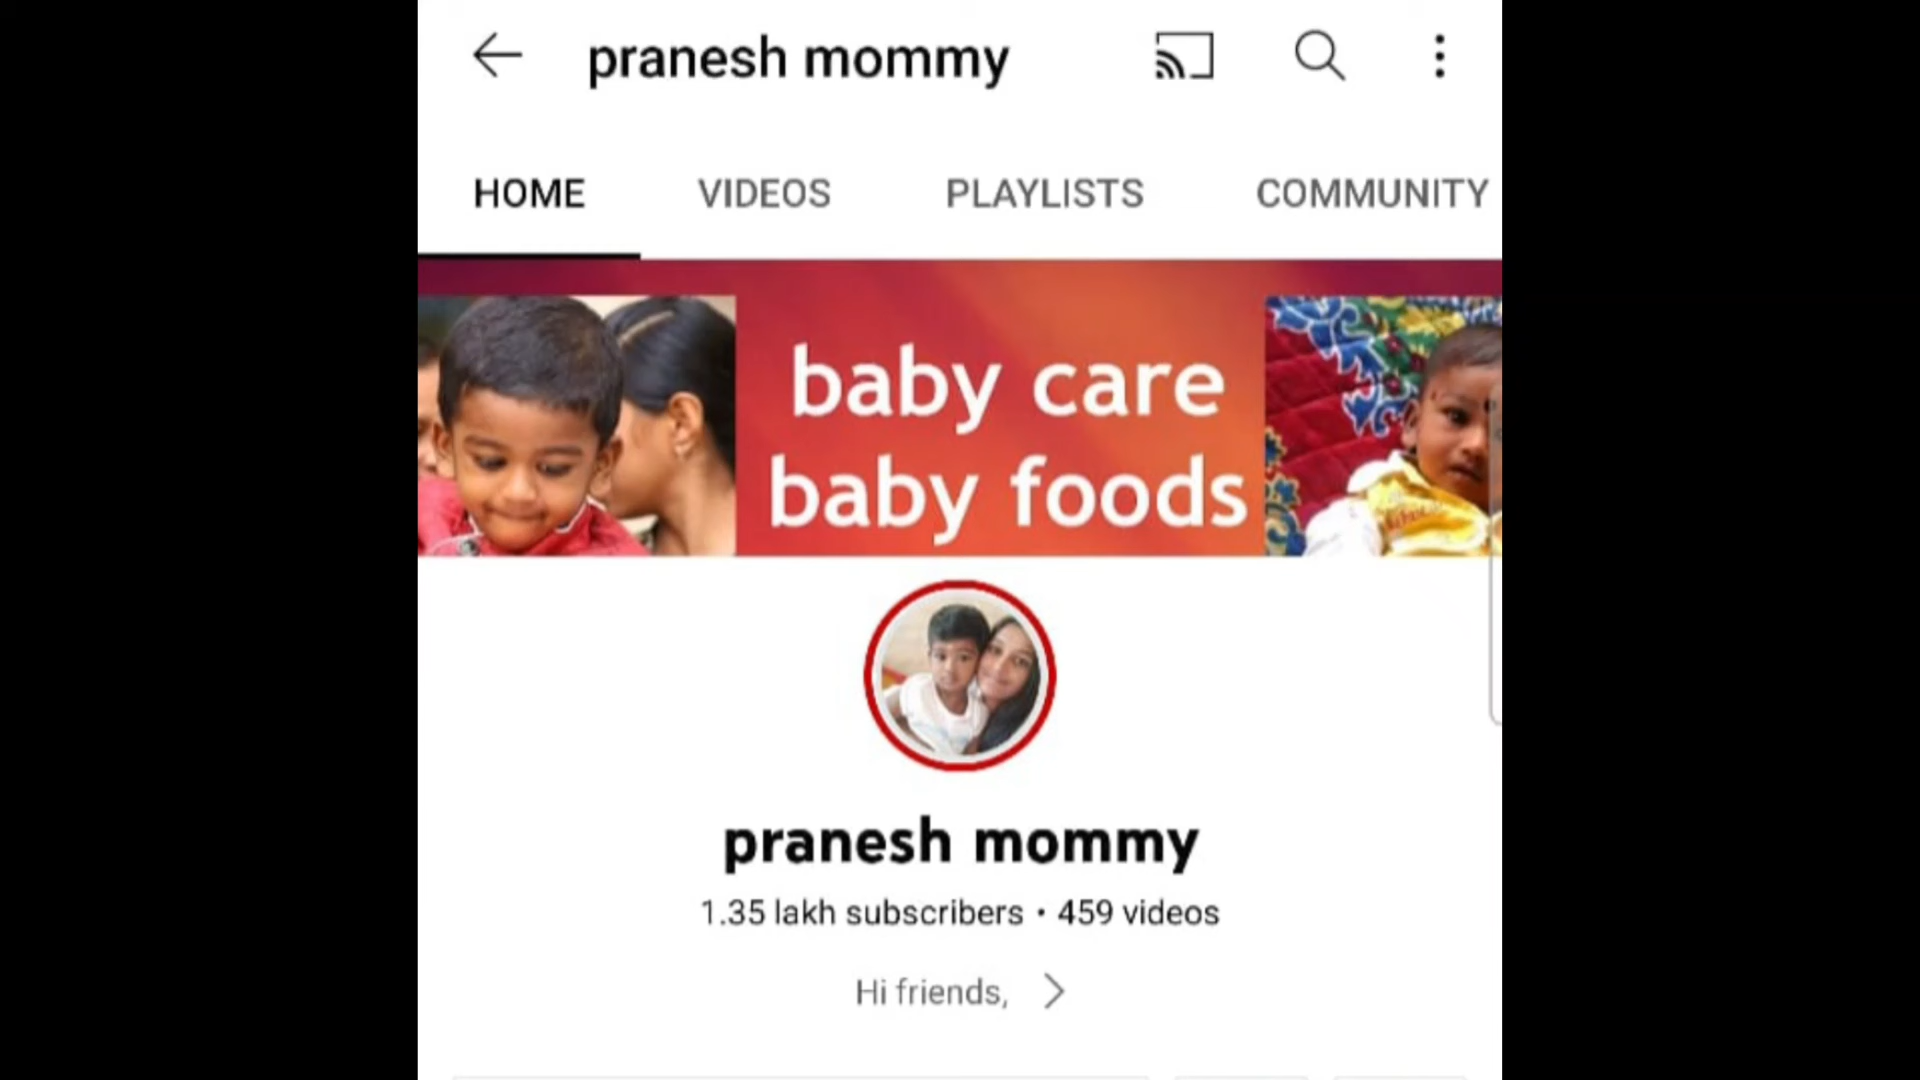 pranesh mommy
HOME VIDEOS PLAYLISTS COMMUNITY
baby care
baby foods
pranesh mommy
1.35 lakh subscribers • 459 videos
Hi friends,